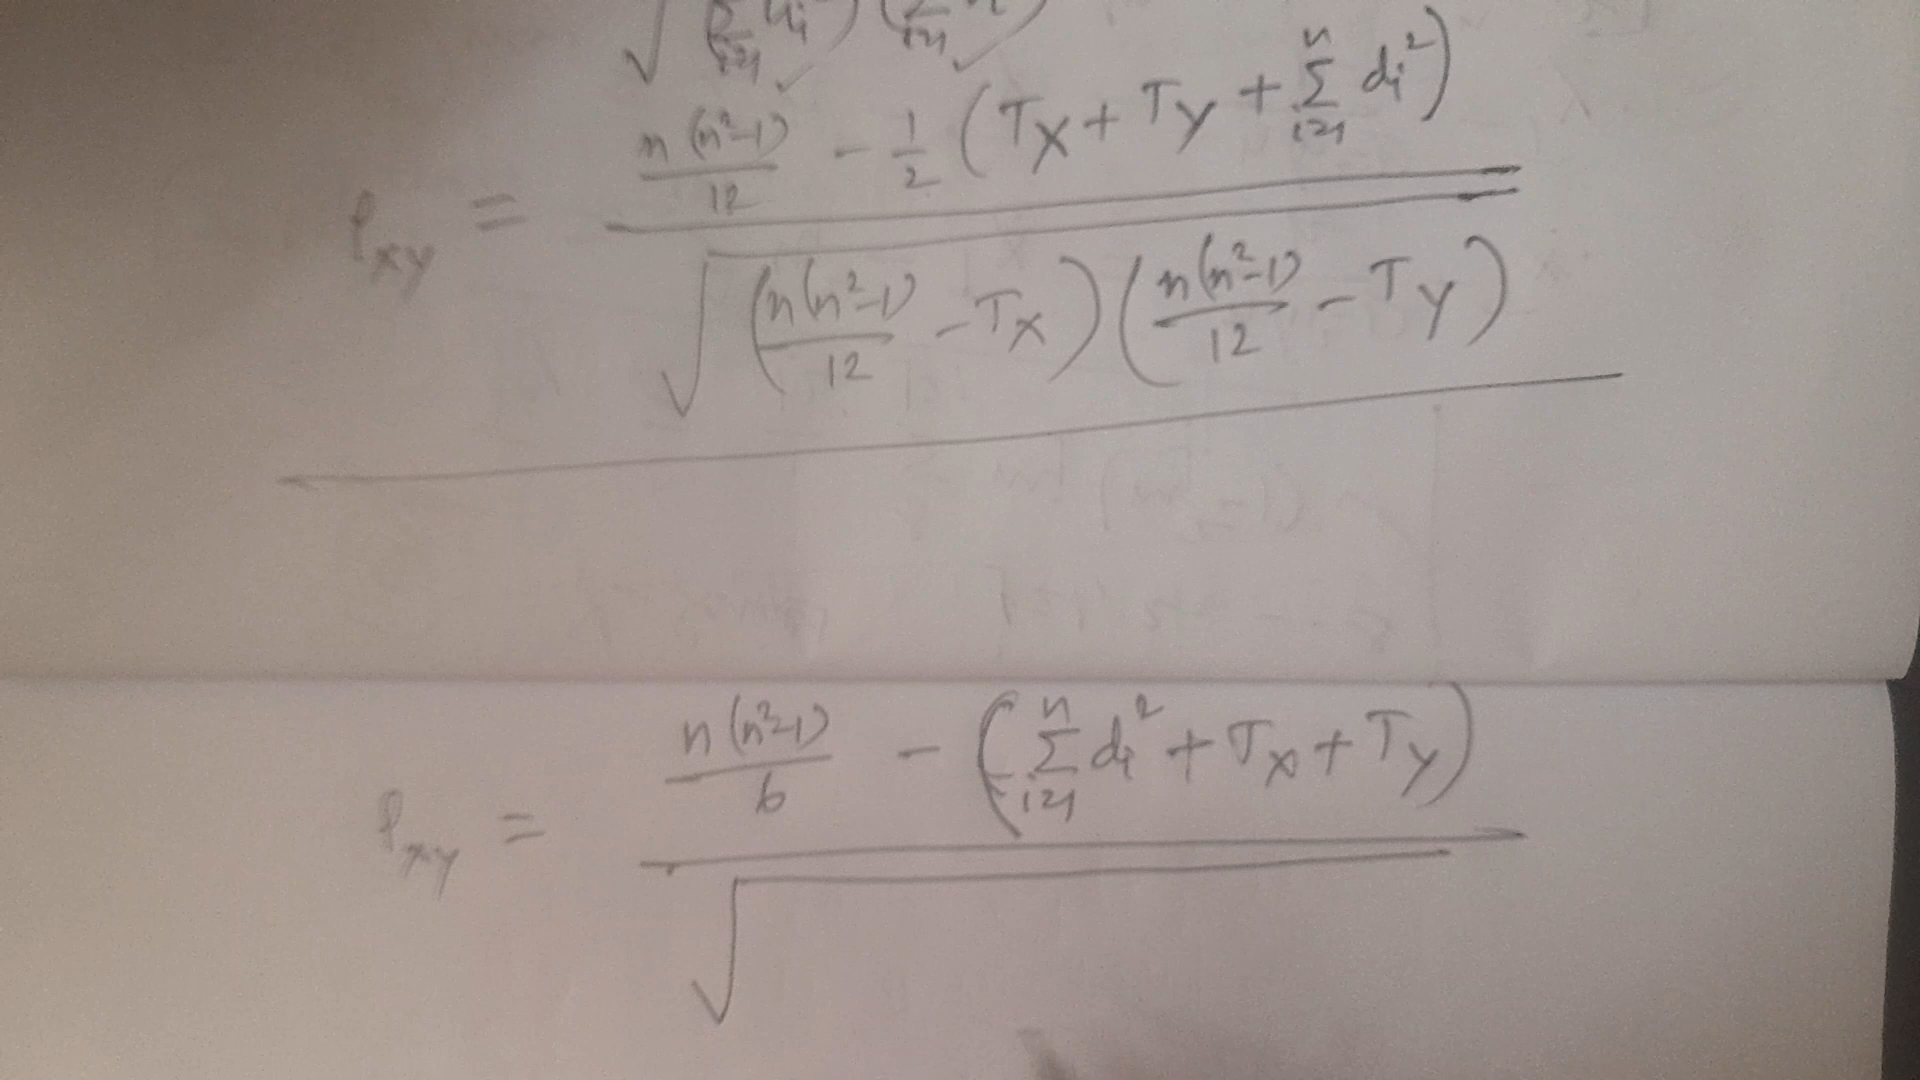 n(n²-1)/12 - 1/2 (Tx + Ty + Σ_{i=1}^{n} di²)
ρxy =
√((n(n²-1)/12 - Tx)(n(n²-1)/12 - Ty))
n(n²-1)/6 - (Σ_{i=1}^{n} di² + Tx + Ty)
ρxy =
√